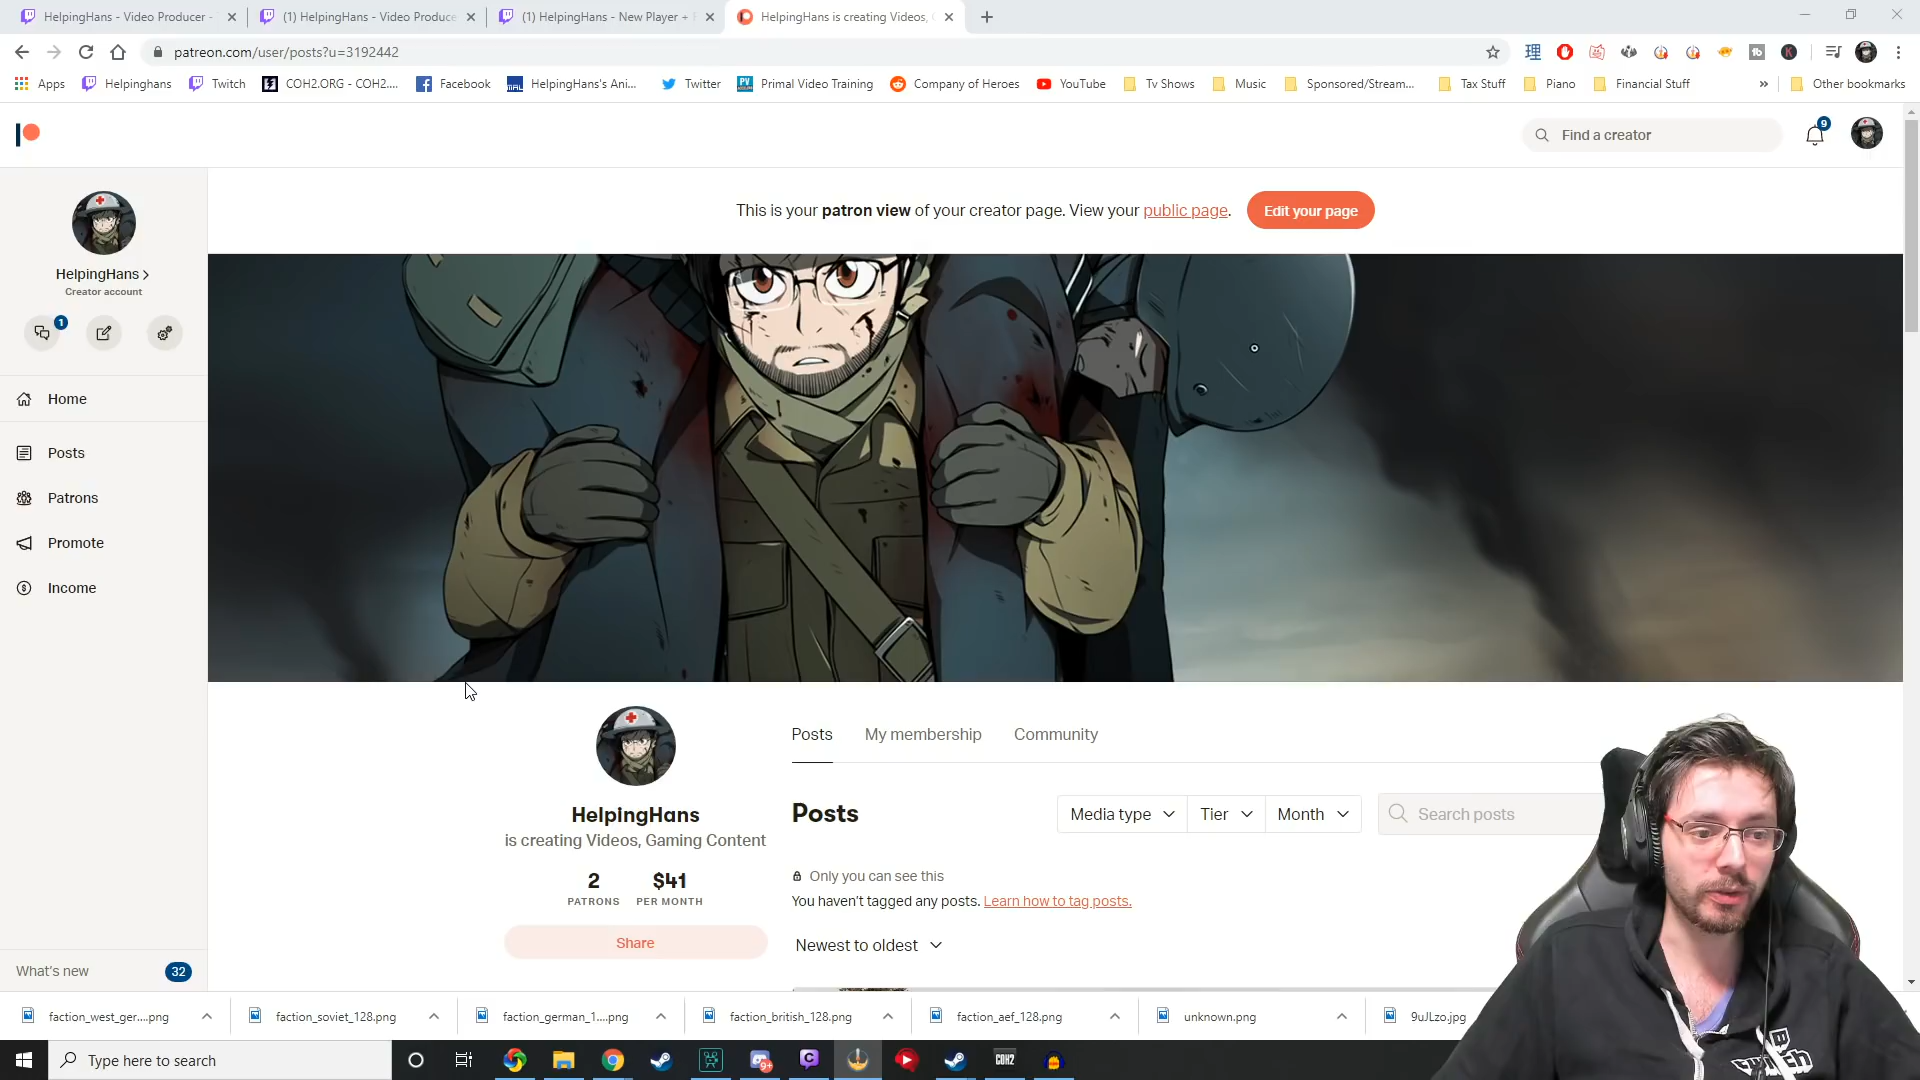 HelpingHans - Video Producer -
(1) HelpingHans - Video Produce
(1) HelpingHans - New Player +
HelpingHans is creating Videos,
patreon.com/user/posts?u=3192442
Apps
Helpinghans
Twitch
COH2.ORG - COH2....
Facebook
HelpingHans's Ani...
Twitter
Primal Video Training
Company of Heroes
YouTube
Tv Shows
Music
Sponsored/Stream...
Tax Stuff
Piano
Financial Stuff
»
Other bookmarks
Find a creator
9
This is your patron view of your creator page. View your public page.
Edit your page
HelpingHans
Creator account
1
Home
Posts
Patrons
Promote
Income
HelpingHans
is creating Videos, Gaming Content
2
PATRONS
$41
PER MONTH
Share
Posts
My membership
Community
Posts
Media type
Tier
Month
Search posts
Only you can see this
You haven't tagged any posts. Learn how to tag posts.
Newest to oldest
What's new
32
faction_west_ger....png
faction_soviet_128.png
faction_german_1....png
faction_british_128.png
faction_aef_128.png
unknown.png
9uJLzo.jpg
Type here to search
9+
COH2